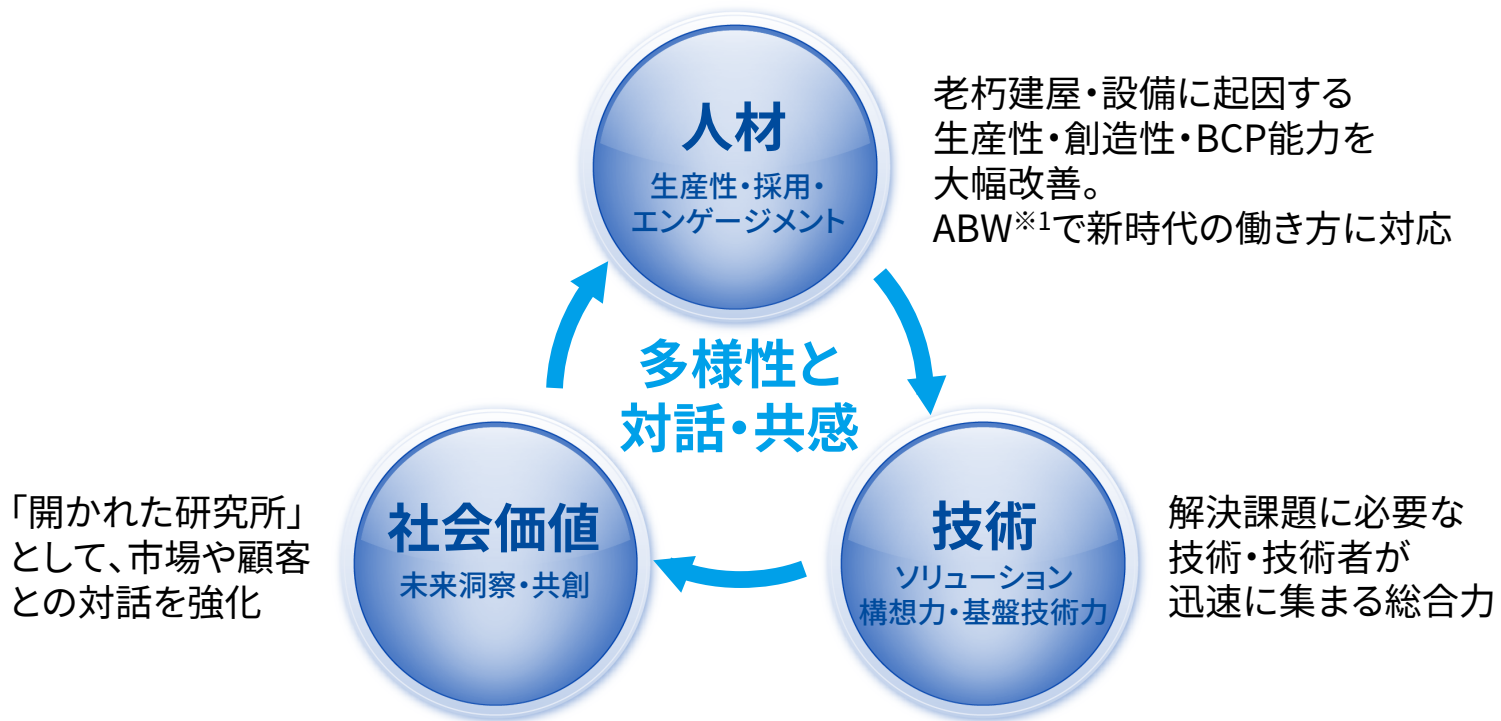 人材
生産性・採用・
エンゲージメント
老朽建屋・設備に起因する
生産性・創造性・BCP能力を
大幅改善。
ABW※1で新時代の働き方に対応
多様性と
対話・共感
社会価値
未来洞察・共創
「開かれた研究所」
として、市場や顧客
との対話を強化
技術
ソリューション
構想力・基盤技術力
解決課題に必要な
技術・技術者が
迅速に集まる総合力